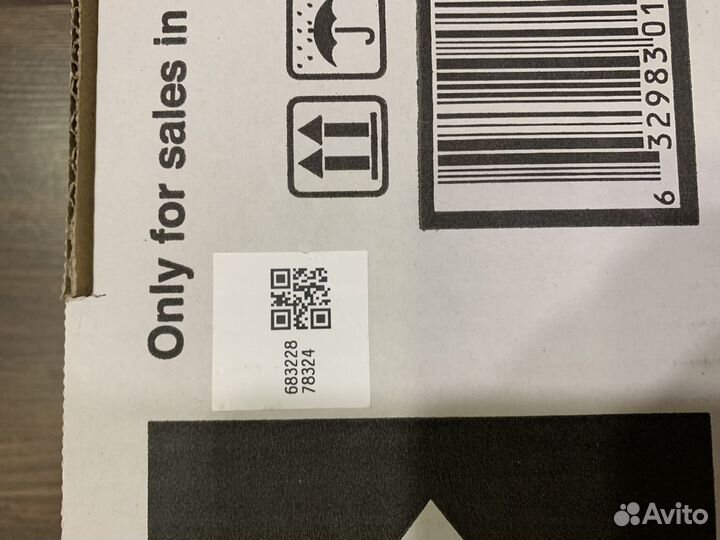 Only for sales in
6 32983 01
683228
78324
Avito